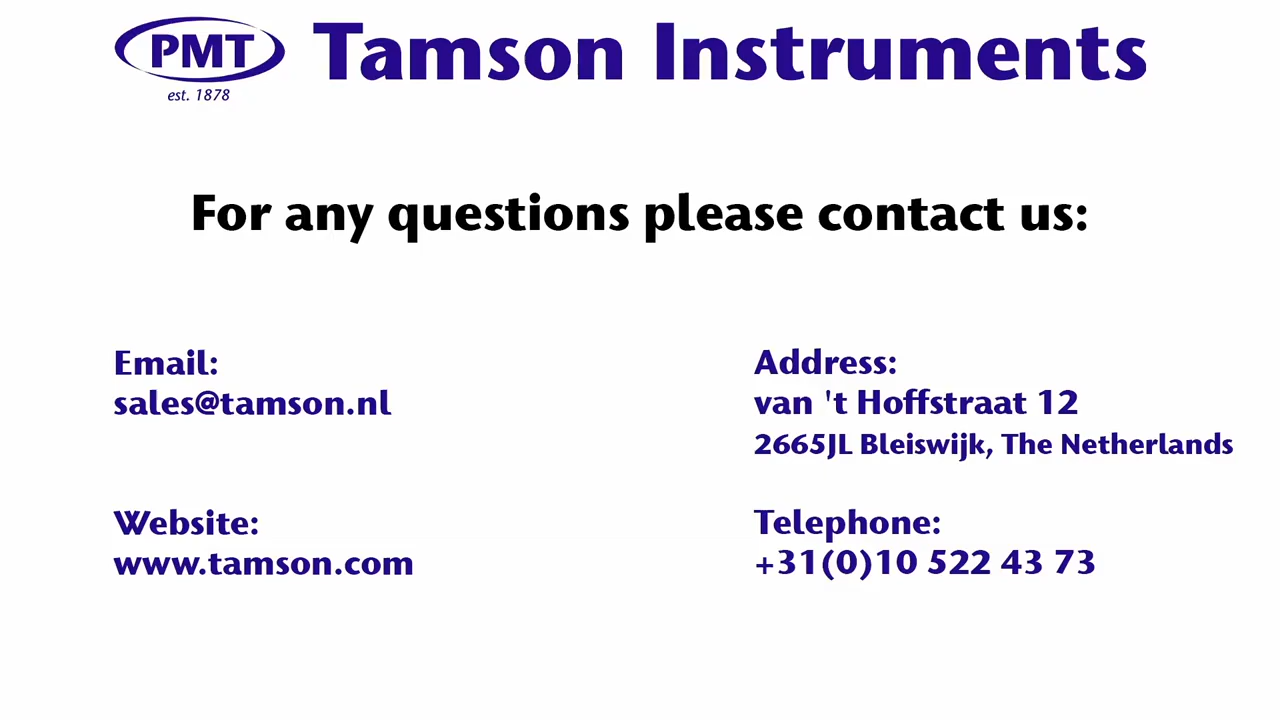 PMT Tamson Instruments
est. 1878
For any questions please contact us:
Email:
sales@tamson.nl
Address:
van 't Hoffstraat 12
2665JL Bleiswijk, The Netherlands
Website:
www.tamson.com
Telephone:
+31(0)10 522 43 73